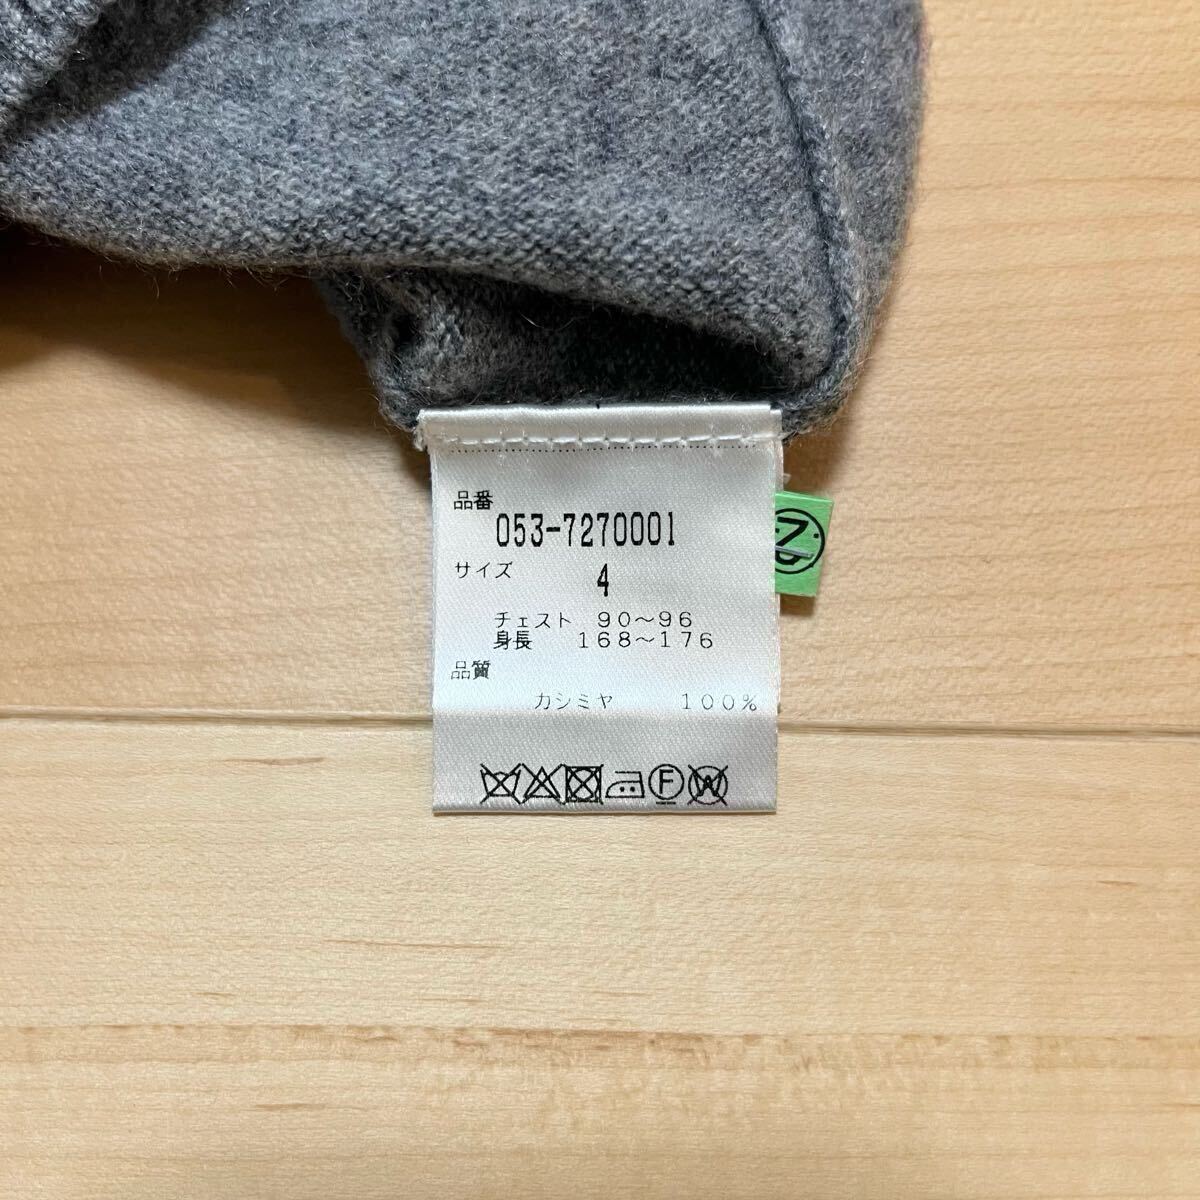 品番
053-7270001
サイズ 4
チェスト 90～96
身長 168～176
品質
カシミヤ 100%
F W